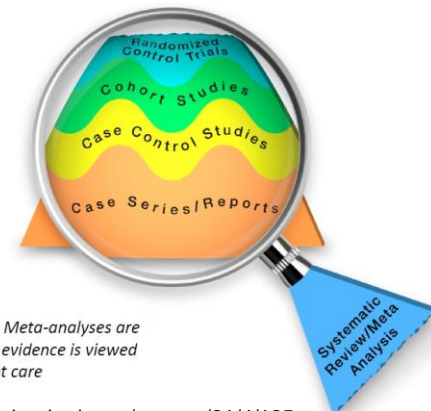 Randomized
Control Trials
Cohort Studies
Case Control Studies
Case Series/Reports
Systematic
Review/Meta
Analysis
Meta-analyses are
evidence is viewed
t care